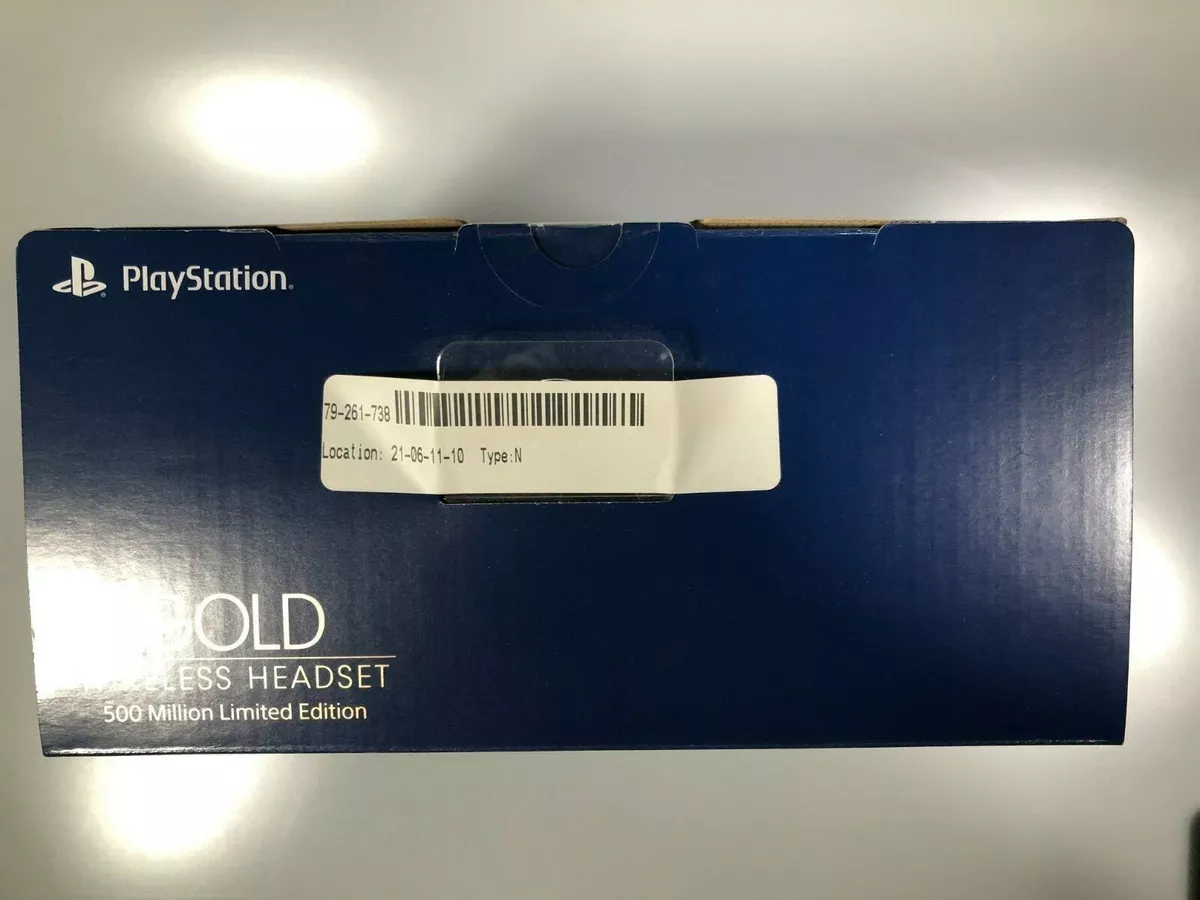 PlayStation
79-261-738
Location: 21-06-11-10 Type:N
GOLD
HEADSET
500 Million Limited Edition